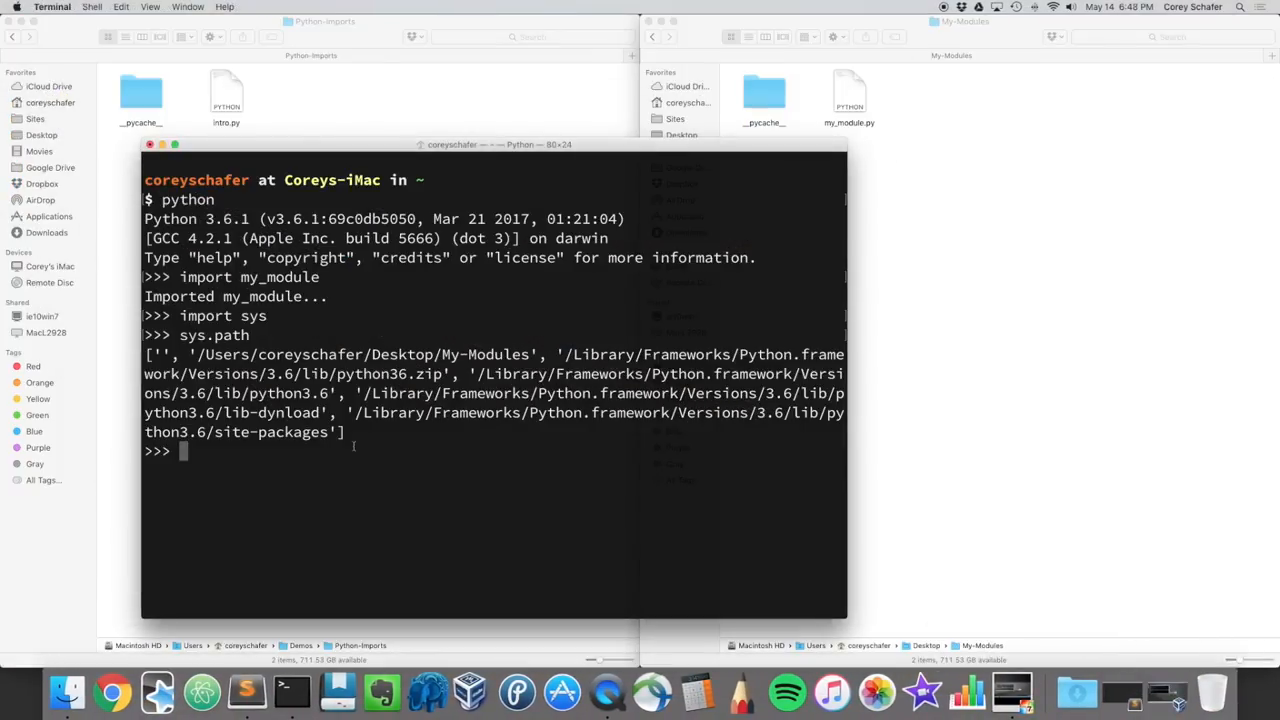 Terminal Shell Edit View Window Help
May 14 6:48 PM Corey Schafer
Python-Imports
Search
Python-Imports
Favorites
iCloud Drive
coreyschafer
Sites
Desktop
Movies
Google Drive
Dropbox
AirDrop
Applications
Downloads
Devices
Corey's iMac
Remote Disc
Shared
ie10win7
MacL2928
Tags
Red
Orange
Yellow
Green
Blue
Purple
Gray
All Tags...
__pycache__
PYTHON
intro.py
My-Modules
Search
My-Modules
Favorites
iCloud Dri...
coreyscha...
Sites
Desktop
__pycache__
PYTHON
my_module.py
coreyschafer — - — Python — 80×24
coreyschafer at Coreys-iMac in ~
$ python
Python 3.6.1 (v3.6.1:69c0db5050, Mar 21 2017, 01:21:04)
[GCC 4.2.1 (Apple Inc. build 5666) (dot 3)] on darwin
Type "help", "copyright", "credits" or "license" for more information.
>>> import my_module
Imported my_module...
>>> import sys
>>> sys.path
['', '/Users/coreyschafer/Desktop/My-Modules', '/Library/Frameworks/Python.frame
work/Versions/3.6/lib/python36.zip', '/Library/Frameworks/Python.framework/Versi
ons/3.6/lib/python3.6', '/Library/Frameworks/Python.framework/Versions/3.6/lib/p
ython3.6/lib-dynload', '/Library/Frameworks/Python.framework/Versions/3.6/lib/py
thon3.6/site-packages']
>>>
Macintosh HD Users coreyschafer Demos Python-Imports
2 items, 711.53 GB available
Macintosh HD Users coreyschafer Desktop My-Modules
2 items, 711.53 GB available